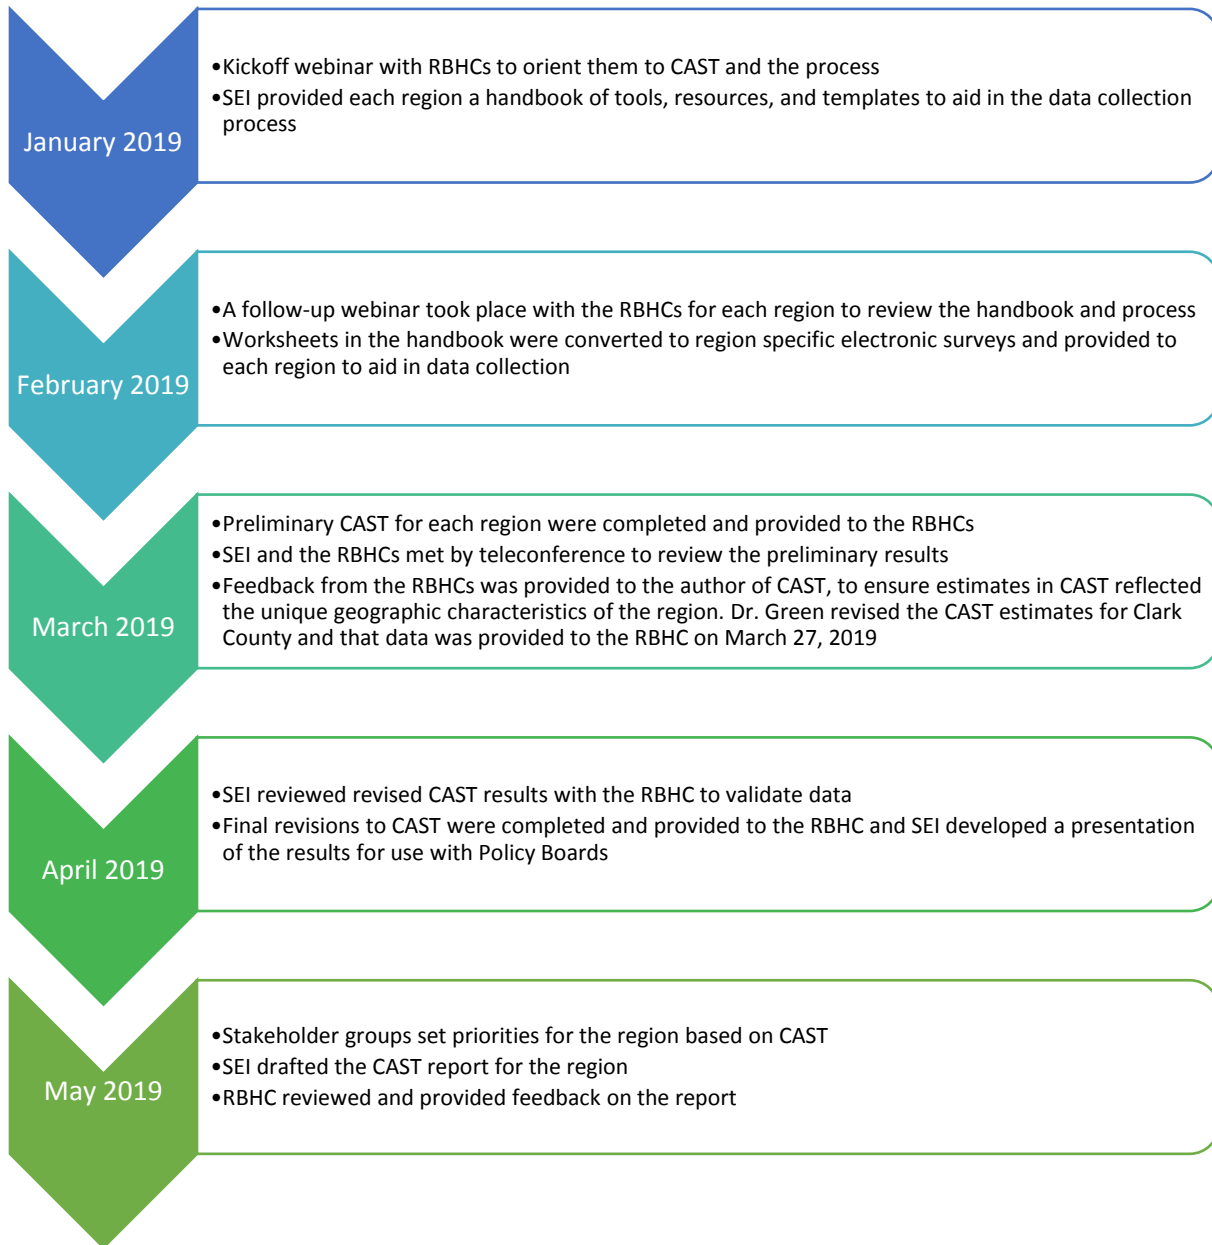 January 2019
•Kickoff webinar with RBHCs to orient them to CAST and the process
•SEI provided each region a handbook of tools, resources, and templates to aid in the data collection
process
February 2019
•A follow-up webinar took place with the RBHCs for each region to review the handbook and process
•Worksheets in the handbook were converted to region specific electronic surveys and provided to
each region to aid in data collection
March 2019
•Preliminary CAST for each region were completed and provided to the RBHCs
•SEI and the RBHCs met by teleconference to review the preliminary results
•Feedback from the RBHCs was provided to the author of CAST, to ensure estimates in CAST reflected
the unique geographic characteristics of the region. Dr. Green revised the CAST estimates for Clark
County and that data was provided to the RBHC on March 27, 2019
April 2019
•SEI reviewed revised CAST results with the RBHC to validate data
•Final revisions to CAST were completed and provided to the RBHC and SEI developed a presentation
of the results for use with Policy Boards
May 2019
•Stakeholder groups set priorities for the region based on CAST
•SEI drafted the CAST report for the region
•RBHC reviewed and provided feedback on the report